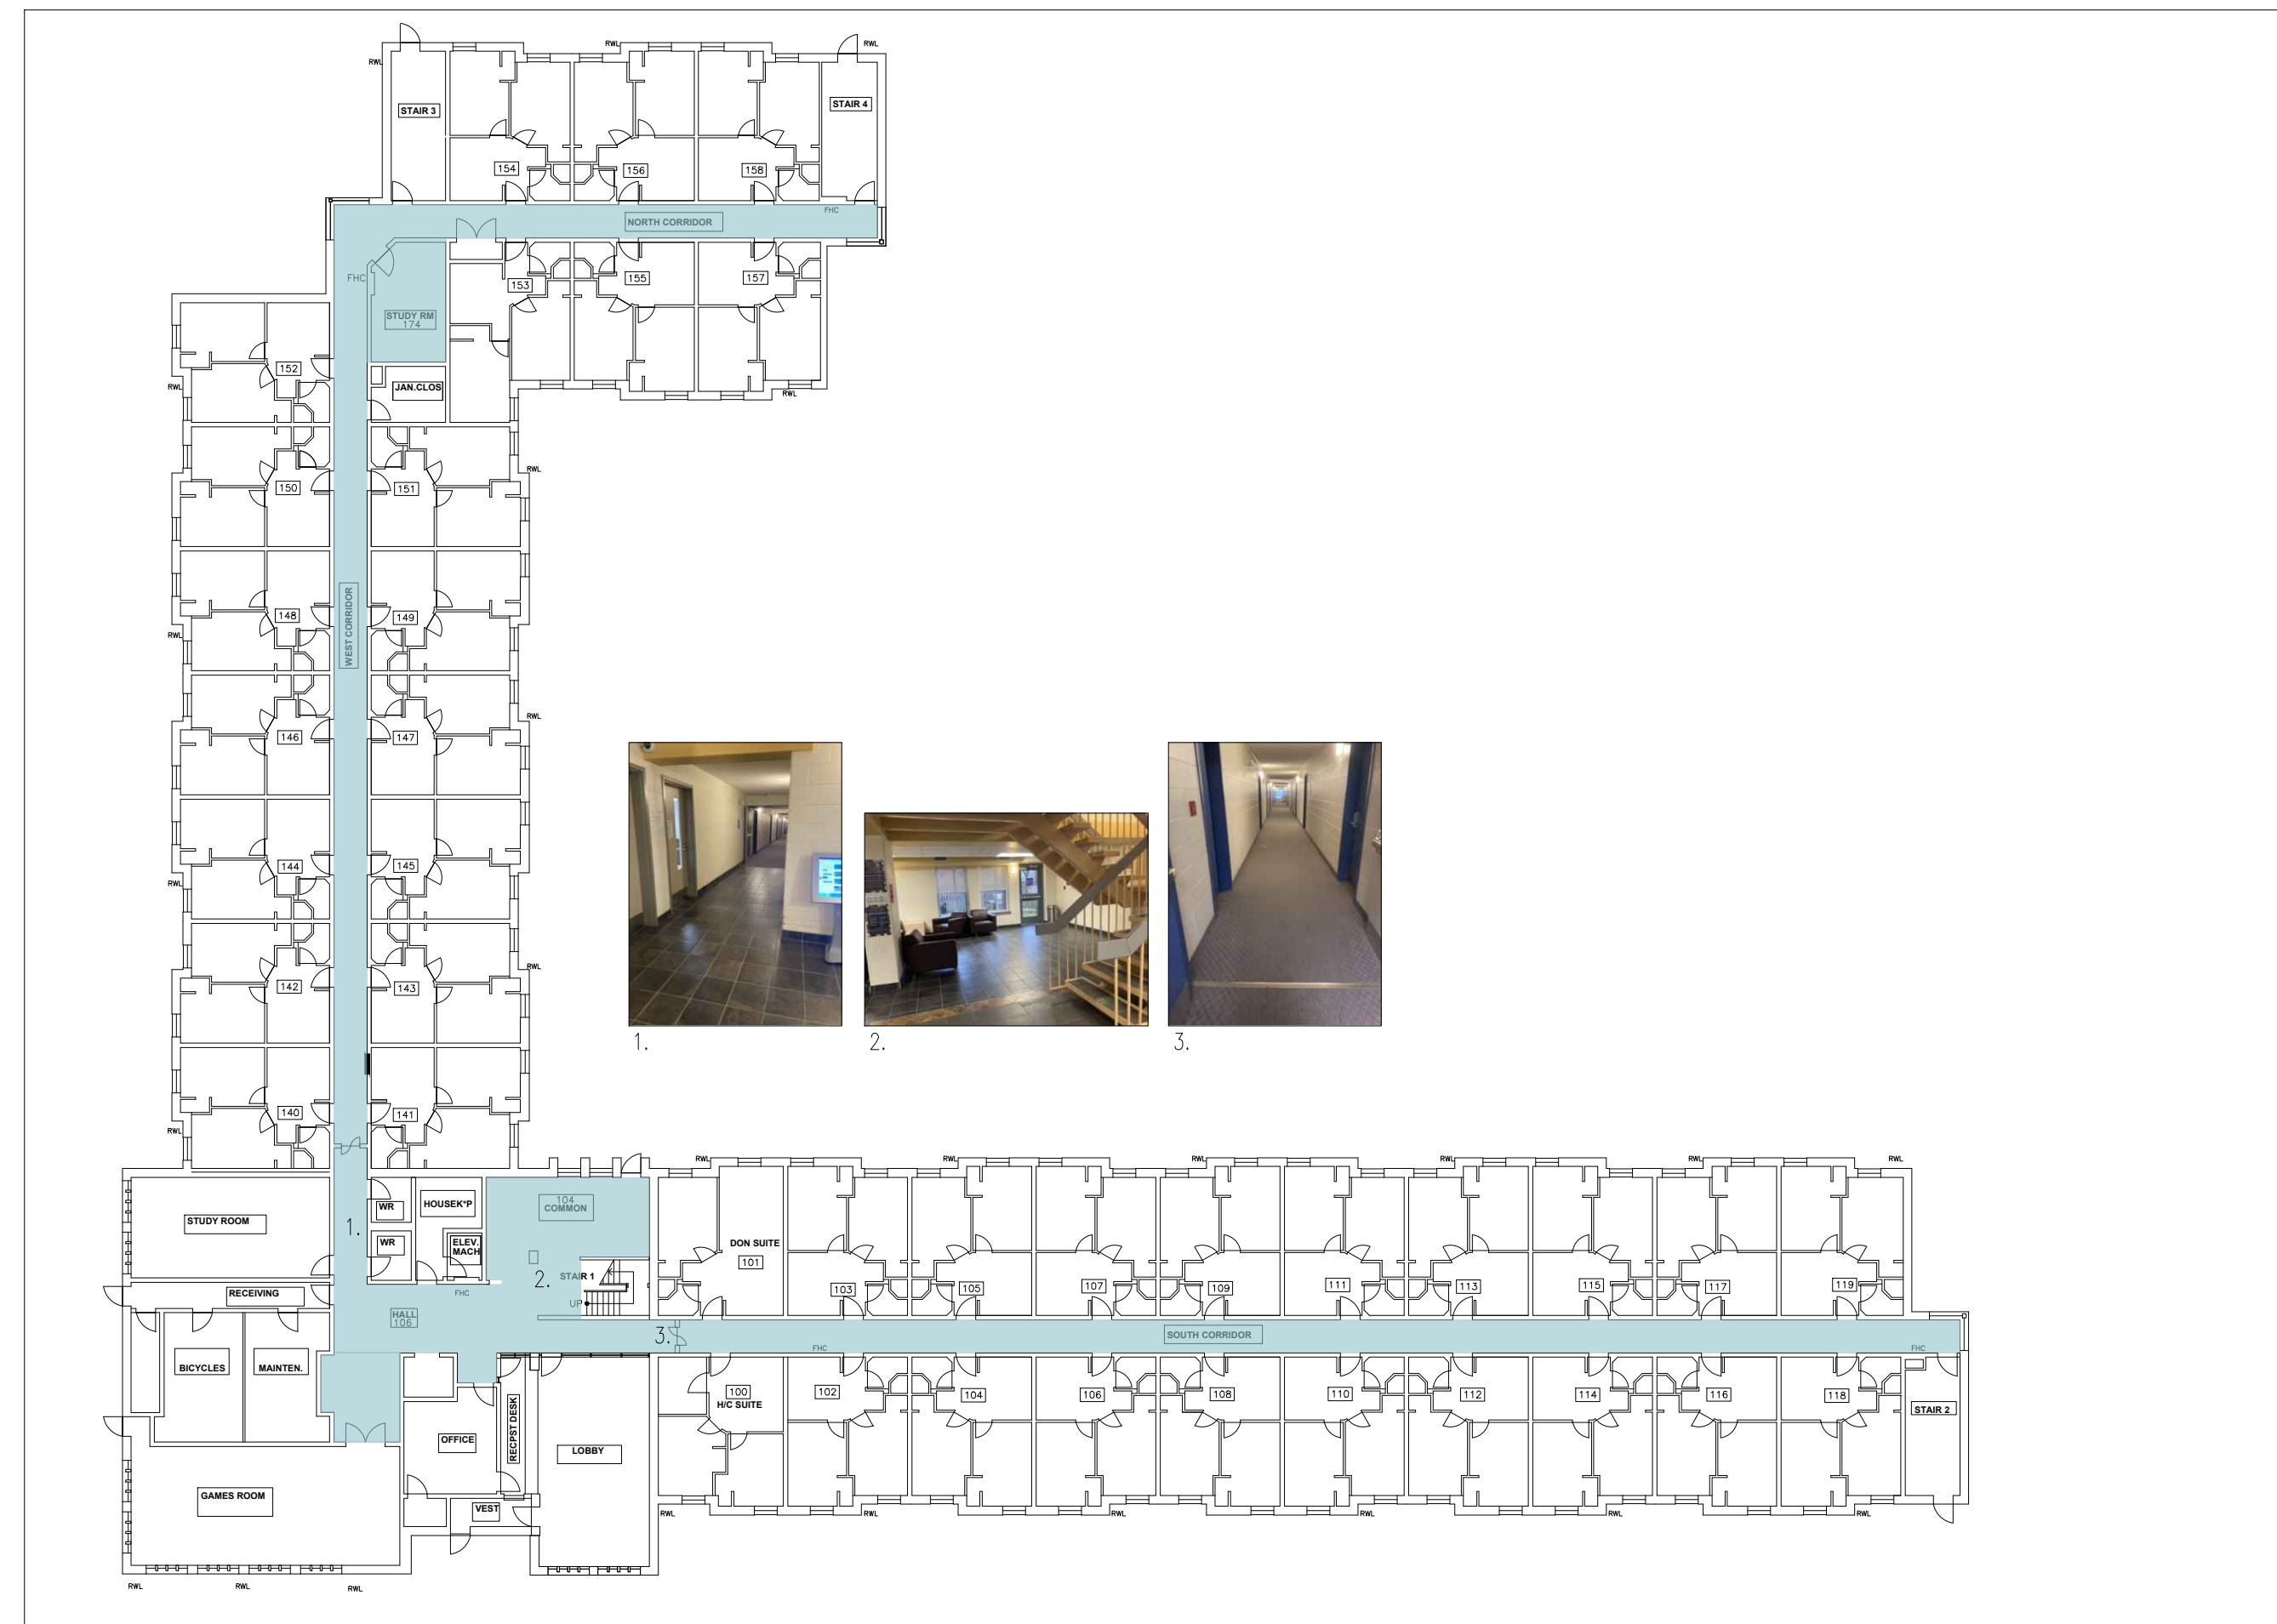 RWL
RWL
RWL
STAIR 3
STAIR 4
154
156
158
FHC
NORTH CORRIDOR
FHC
153
155
157
STUDY RM
174
152
JAN.CLOS
RWL
RWL
RWL
150
151
WEST CORRIDOR
148
149
RWL
RWL
146
147
144
145
RWL
RWL
142
143
1.
2.
3.
140
141
RWL
RWL
RWL
RWL
RWL
RWL
RWL
STUDY ROOM
1.
WR
HOUSEK*P
104
COMMON
WR
ELEV.
MACH
DON SUITE
101
2.
STAIR 1
UP
RECEIVING
FHC
103
105
107
109
111
113
115
117
119
HALL
106
3.
SOUTH CORRIDOR
FHC
FHC
BICYCLES
MAINTEN.
100
H/C SUITE
102
104
106
108
110
112
114
116
118
STAIR 2
OFFICE
RECPST DESK
LOBBY
GAMES ROOM
VEST
RWL
RWL
RWL
RWL
RWL
RWL
RWL
RWL
RWL